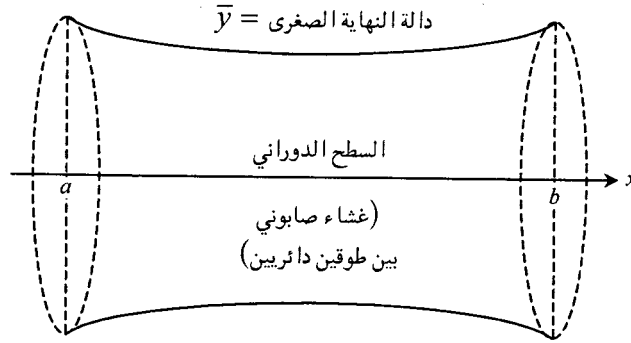 دالة النهاية الصغرى = ȳ
السطح الدوراني
a
b
x
(غشاء صابوني
بين طوقين دائريين)